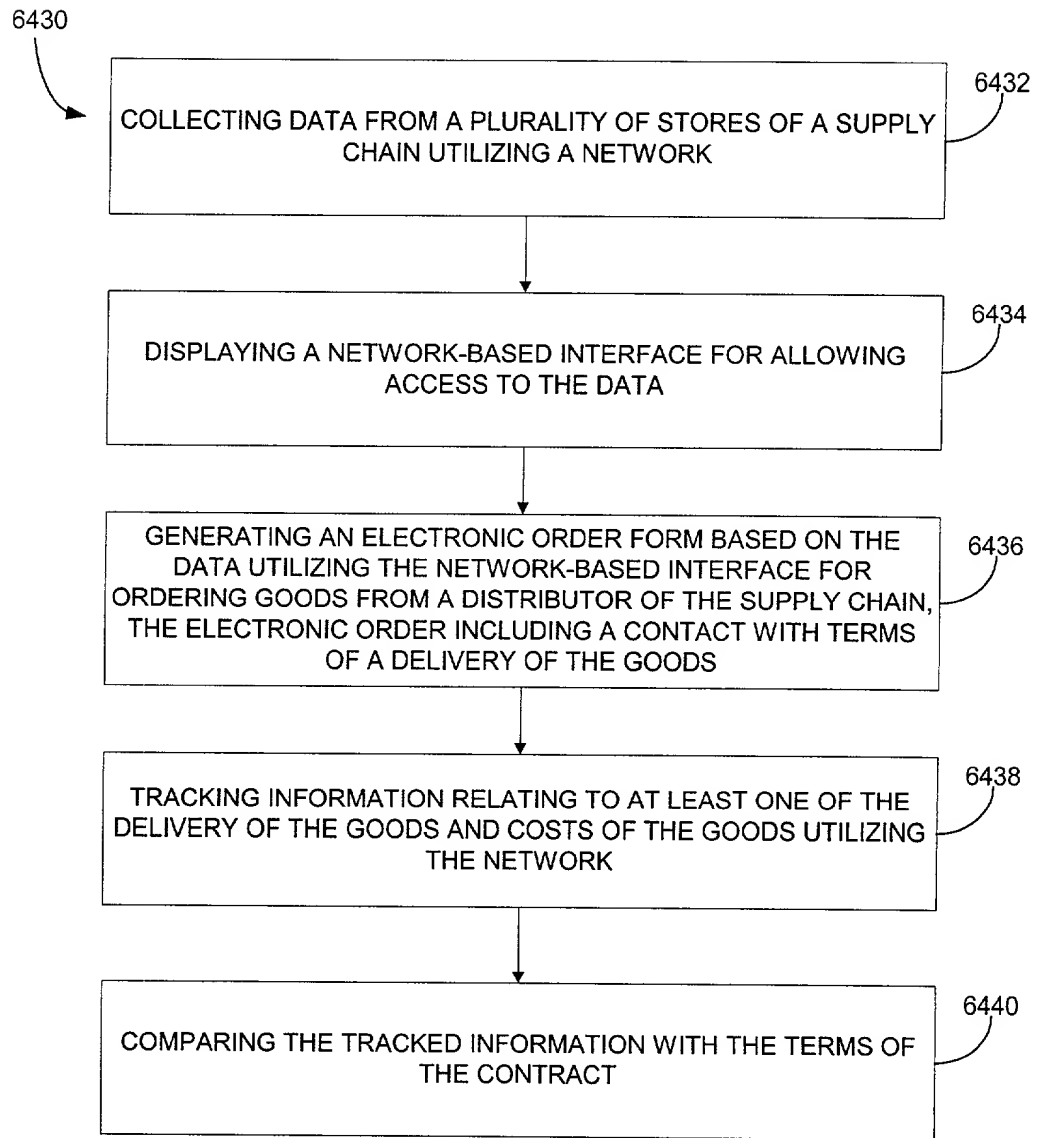 6430
6432
COLLECTING DATA FROM A PLURALITY OF STORES OF A SUPPLY
CHAIN UTILIZING A NETWORK
6434
DISPLAYING A NETWORK-BASED INTERFACE FOR ALLOWING
ACCESS TO THE DATA
6436
GENERATING AN ELECTRONIC ORDER FORM BASED ON THE
DATA UTILIZING THE NETWORK-BASED INTERFACE FOR
ORDERING GOODS FROM A DISTRIBUTOR OF THE SUPPLY CHAIN,
THE ELECTRONIC ORDER INCLUDING A CONTACT WITH TERMS
OF A DELIVERY OF THE GOODS
6438
TRACKING INFORMATION RELATING TO AT LEAST ONE OF THE
DELIVERY OF THE GOODS AND COSTS OF THE GOODS UTILIZING
THE NETWORK
6440
COMPARING THE TRACKED INFORMATION WITH THE TERMS OF
THE CONTRACT